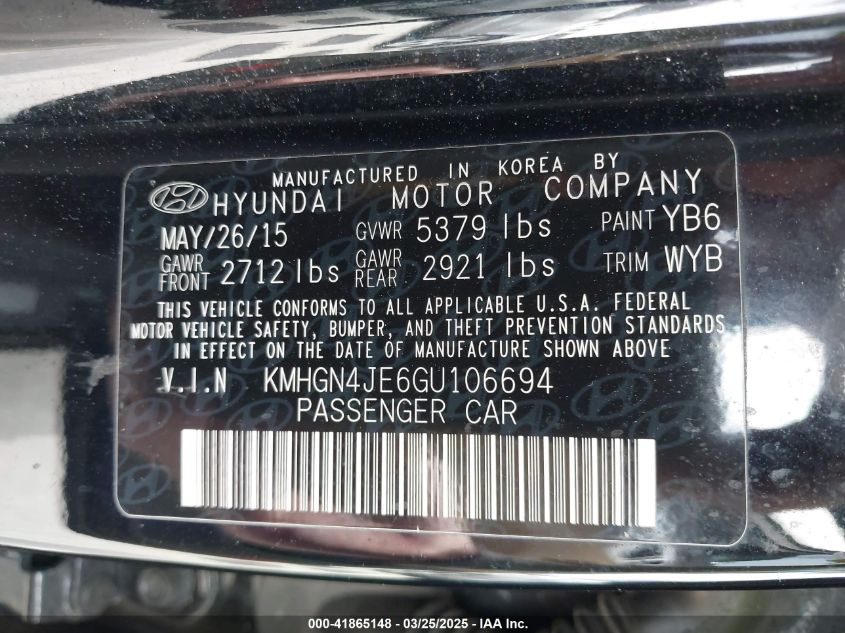 MANUFACTURED IN KOREA BY
HYUNDAI MOTOR COMPANY
MAY/26/15 GVWR 5379 lbs PAINT YB6
GAWR FRONT 2712 lbs GAWR REAR 2921 lbs TRIM WYB
THIS VEHICLE CONFORMS TO ALL APPLICABLE U.S.A. FEDERAL
MOTOR VEHICLE SAFETY, BUMPER, AND THEFT PREVENTION STANDARDS
IN EFFECT ON THE DATE OF MANUFACTURE SHOWN ABOVE
V.I.N KMHGN4JE6GU106694
PASSENGER CAR
000-41865148 - 03/25/2025 - IAA Inc.